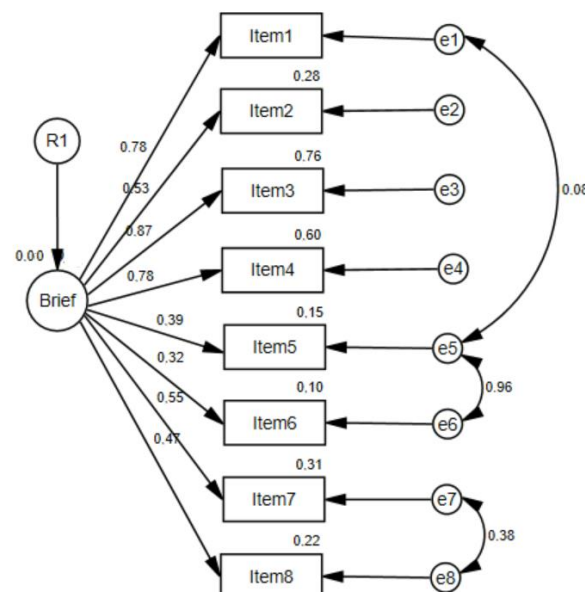 Item1
e1
0.28
Item2
e2
R1
0.78
0.76
0.53
Item3
e3
0.08
0.87
0.60
0.00
0.78
Item4
e4
Brief
0.39
0.15
Item5
e5
0.32
0.96
0.55
0.10
Item6
e6
0.47
0.31
Item7
e7
0.38
0.22
Item8
e8